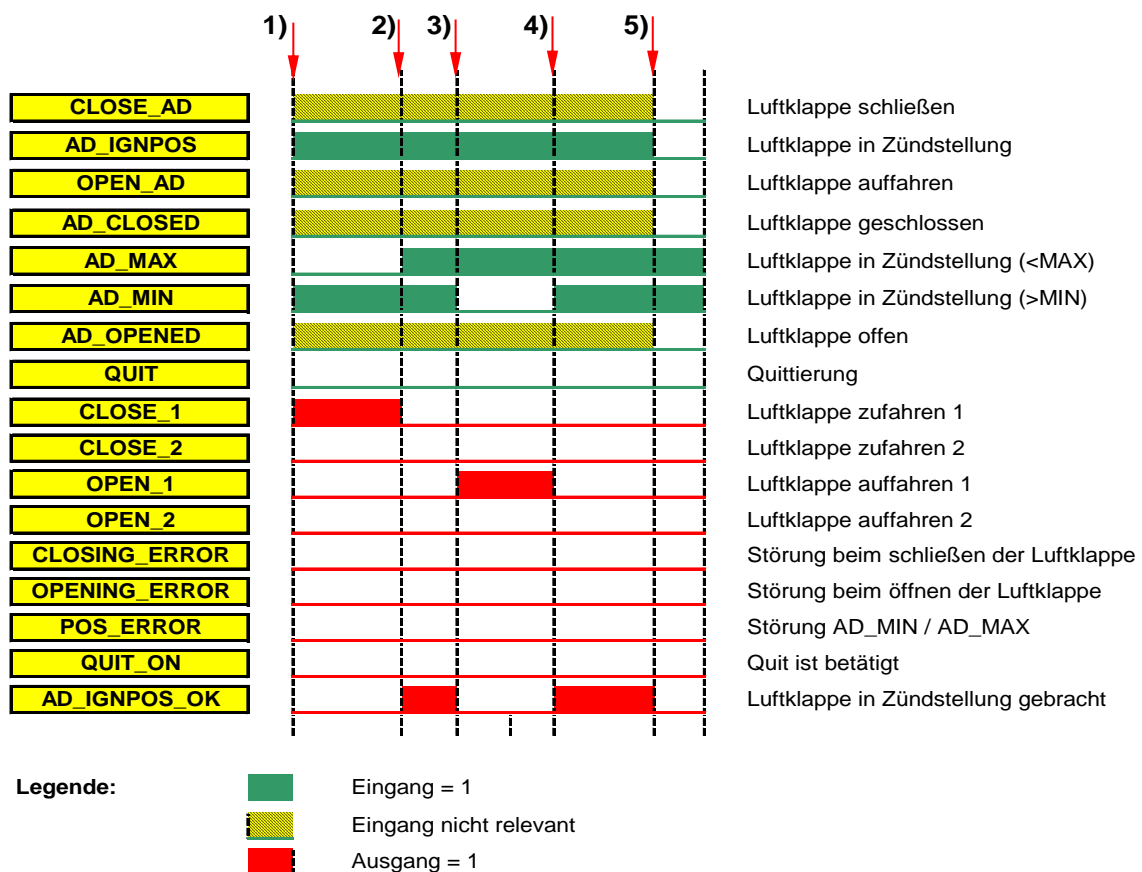 1) 2) 3) 4) 5)
CLOSE_AD Luftklappe schließen
AD_IGNPOS Luftklappe in Zündstellung
OPEN_AD Luftklappe auffahren
AD_CLOSED Luftklappe geschlossen
AD_MAX Luftklappe in Zündstellung (<MAX)
AD_MIN Luftklappe in Zündstellung (>MIN)
AD_OPENED Luftklappe offen
QUIT Quittierung
CLOSE_1 Luftklappe zufahren 1
CLOSE_2 Luftklappe zufahren 2
OPEN_1 Luftklappe auffahren 1
OPEN_2 Luftklappe auffahren 2
CLOSING_ERROR Störung beim schließen der Luftklappe
OPENING_ERROR Störung beim öffnen der Luftklappe
POS_ERROR Störung AD_MIN / AD_MAX
QUIT_ON Quit ist betätigt
AD_IGNPOS_OK Luftklappe in Zündstellung gebracht
Legende: Eingang = 1
Eingang nicht relevant
Ausgang = 1